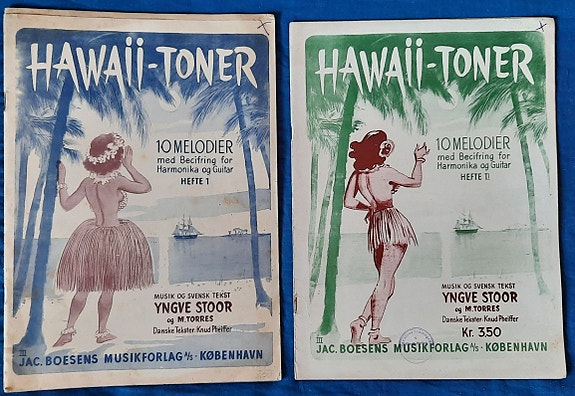 HAWAII-TONER
10 MELODIER
med Becifring for
Harmonika og Guitar
HEFTE 1
MUSIK OG SVENSK TEKST
YNGVE STOOR
og M. TORRES
Danske Tekster: Knud Pheiffer
III
JAC. BOESENS MUSIKFORLAG A/S · KØBENHAVN
HAWAII-TONER
10 MELODIER
med Becifring for
Harmonika og Guitar
HEFTE II
MUSIK OG SVENSK TEKST
YNGVE STOOR
og M. TORRES
Danske Tekster: Knud Pheiffer
Kr. 3.50
III
JAC. BOESENS MUSIKFORLAG A/S · KØBENHAVN